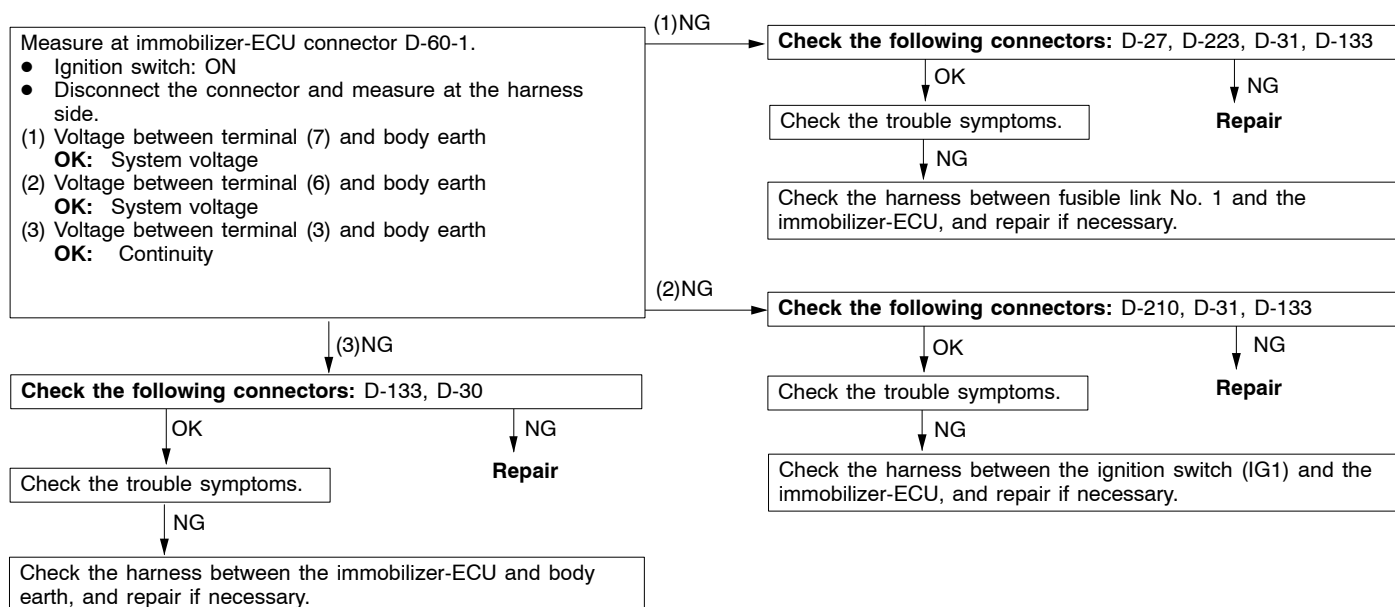 Measure at immobilizer-ECU connector D-60-1.
● Ignition switch: ON
● Disconnect the connector and measure at the harness
side.
(1) Voltage between terminal (7) and body earth
OK: System voltage
(2) Voltage between terminal (6) and body earth
OK: System voltage
(3) Voltage between terminal (3) and body earth
OK: Continuity
(1)NG
Check the following connectors: D-27, D-223, D-31, D-133
OK
NG
Check the trouble symptoms.
Repair
NG
Check the harness between fusible link No. 1 and the
immobilizer-ECU, and repair if necessary.
(2)NG
Check the following connectors: D-210, D-31, D-133
OK
NG
Check the trouble symptoms.
Repair
NG
Check the harness between the ignition switch (IG1) and the
immobilizer-ECU, and repair if necessary.
(3)NG
Check the following connectors: D-133, D-30
OK
NG
Check the trouble symptoms.
Repair
NG
Check the harness between the immobilizer-ECU and body
earth, and repair if necessary.